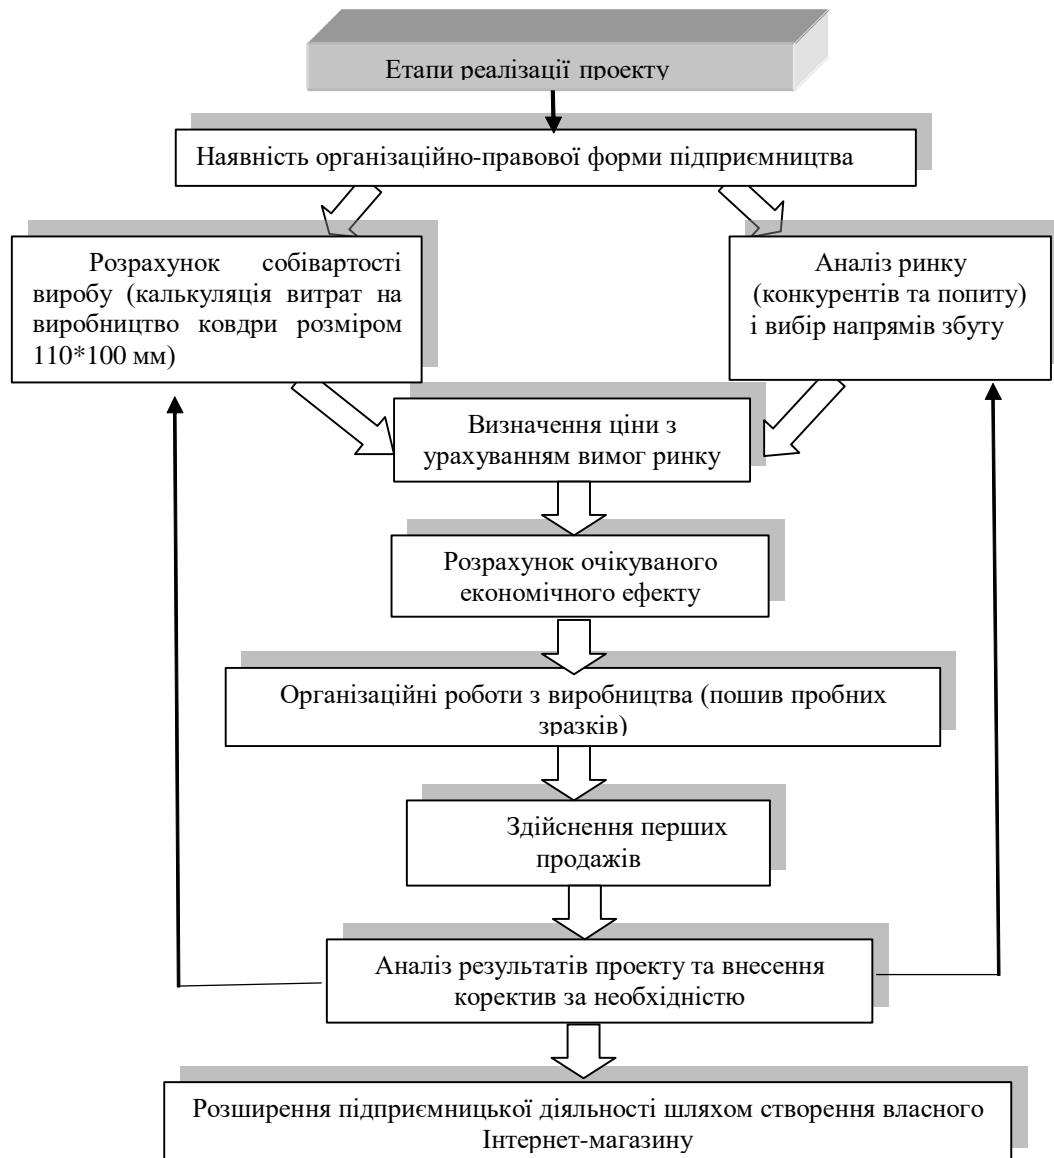 Етапи реалізації проекту
Наявність організаційно-правової форми підприємництва
Розрахунок собівартості
виробу (калькуляція витрат на
виробництво ковдри розміром
110*100 мм)
Аналіз ринку
(конкурентів та попиту)
і вибір напрямів збуту
Визначення ціни з
урахуванням вимог ринку
Розрахунок очікуваного
економічного ефекту
Організаційні роботи з виробництва (пошив пробних
зразків)
Здійснення перших
продажів
Аналіз результатів проекту та внесення
коректив за необхідністю
Розширення підприємницької діяльності шляхом створення власного
Інтернет-магазину